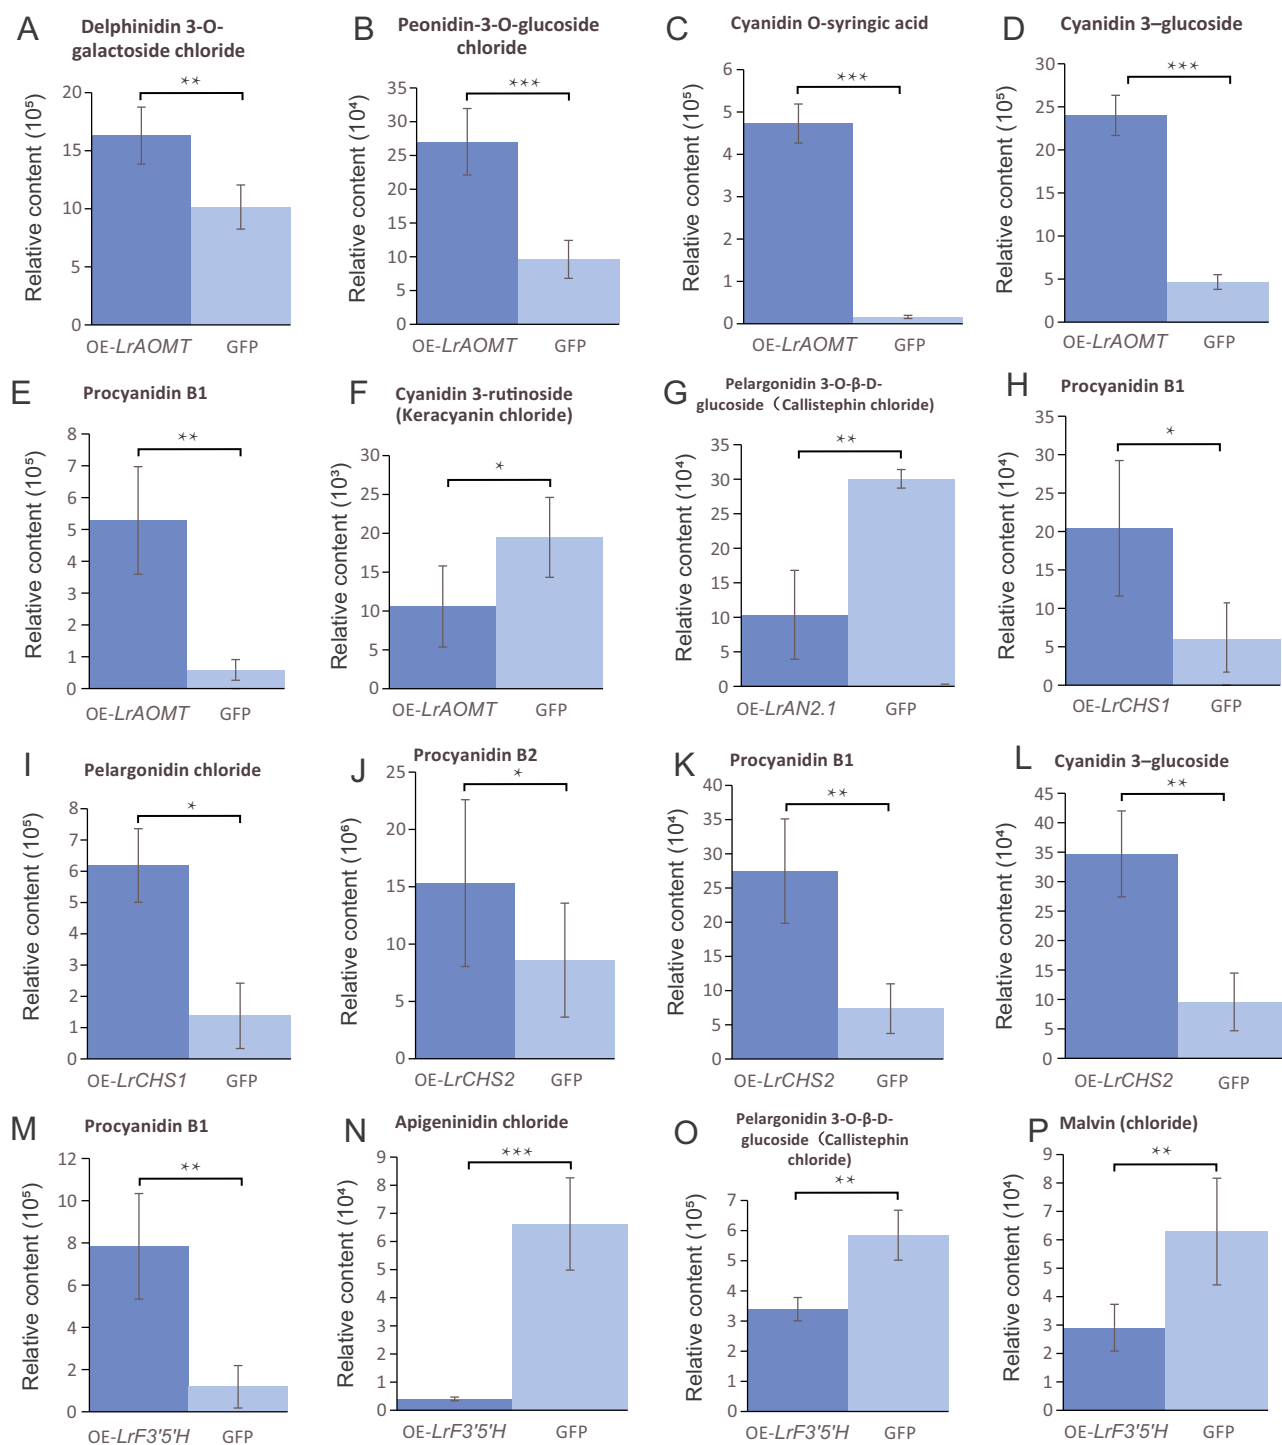 A
Delphinidin 3-O-
galactoside chloride
**
Relative content (10⁵)
20
15
10
5
0
OE-LrAOMT
GFP
B
Peonidin-3-O-glucoside
chloride
***
Relative content (10⁴)
35
30
25
20
15
10
5
0
OE-LrAOMT
GFP
C
Cyanidin O-syringic acid
***
Relative content (10⁵)
6
5
4
3
2
1
0
OE-LrAOMT
GFP
D
Cyanidin 3–glucoside
***
Relative content (10⁵)
30
25
20
15
10
5
0
OE-LrAOMT
GFP
E
Procyanidin B1
**
Relative content (10⁵)
8
7
6
5
4
3
2
1
0
OE-LrAOMT
GFP
F
Cyanidin 3-rutinoside
(Keracyanin chloride)
*
Relative content (10³)
30
25
20
15
10
5
0
OE-LrAOMT
GFP
G
Pelargonidin 3-O-β-D-
glucoside（Callistephin chloride)
**
Relative content (10⁴)
35
30
25
20
15
10
5
0
OE-LrAN2.1
GFP
H
Procyanidin B1
*
Relative content (10⁴)
35
30
25
20
15
10
5
0
OE-LrCHS1
GFP
I
Pelargonidin chloride
*
Relative content (10⁵)
8
7
6
5
4
3
2
1
0
OE-LrCHS1
GFP
J
Procyanidin B2
*
Relative content (10⁶)
25
20
15
10
5
0
OE-LrCHS2
GFP
K
Procyanidin B1
**
Relative content (10⁴)
40
35
30
25
20
15
10
5
0
OE-LrCHS2
GFP
L
Cyanidin 3–glucoside
**
Relative content (10⁴)
45
40
35
30
25
20
15
10
5
0
OE-LrCHS2
GFP
M
Procyanidin B1
**
Relative content (10⁵)
12
10
8
6
4
2
0
OE-LrF3'5'H
GFP
N
Apigeninidin chloride
***
Relative content (10⁴)
9
8
7
6
5
4
3
2
1
0
OE-LrF3'5'H
GFP
O
Pelargonidin 3-O-β-D-
glucoside（Callistephin
chloride)
**
Relative content (10⁵)
7
6
5
4
3
2
1
0
OE-LrF3'5'H
GFP
P
Malvin (chloride)
**
Relative content (10⁴)
9
8
7
6
5
4
3
2
1
0
OE-LrF3'5'H
GFP